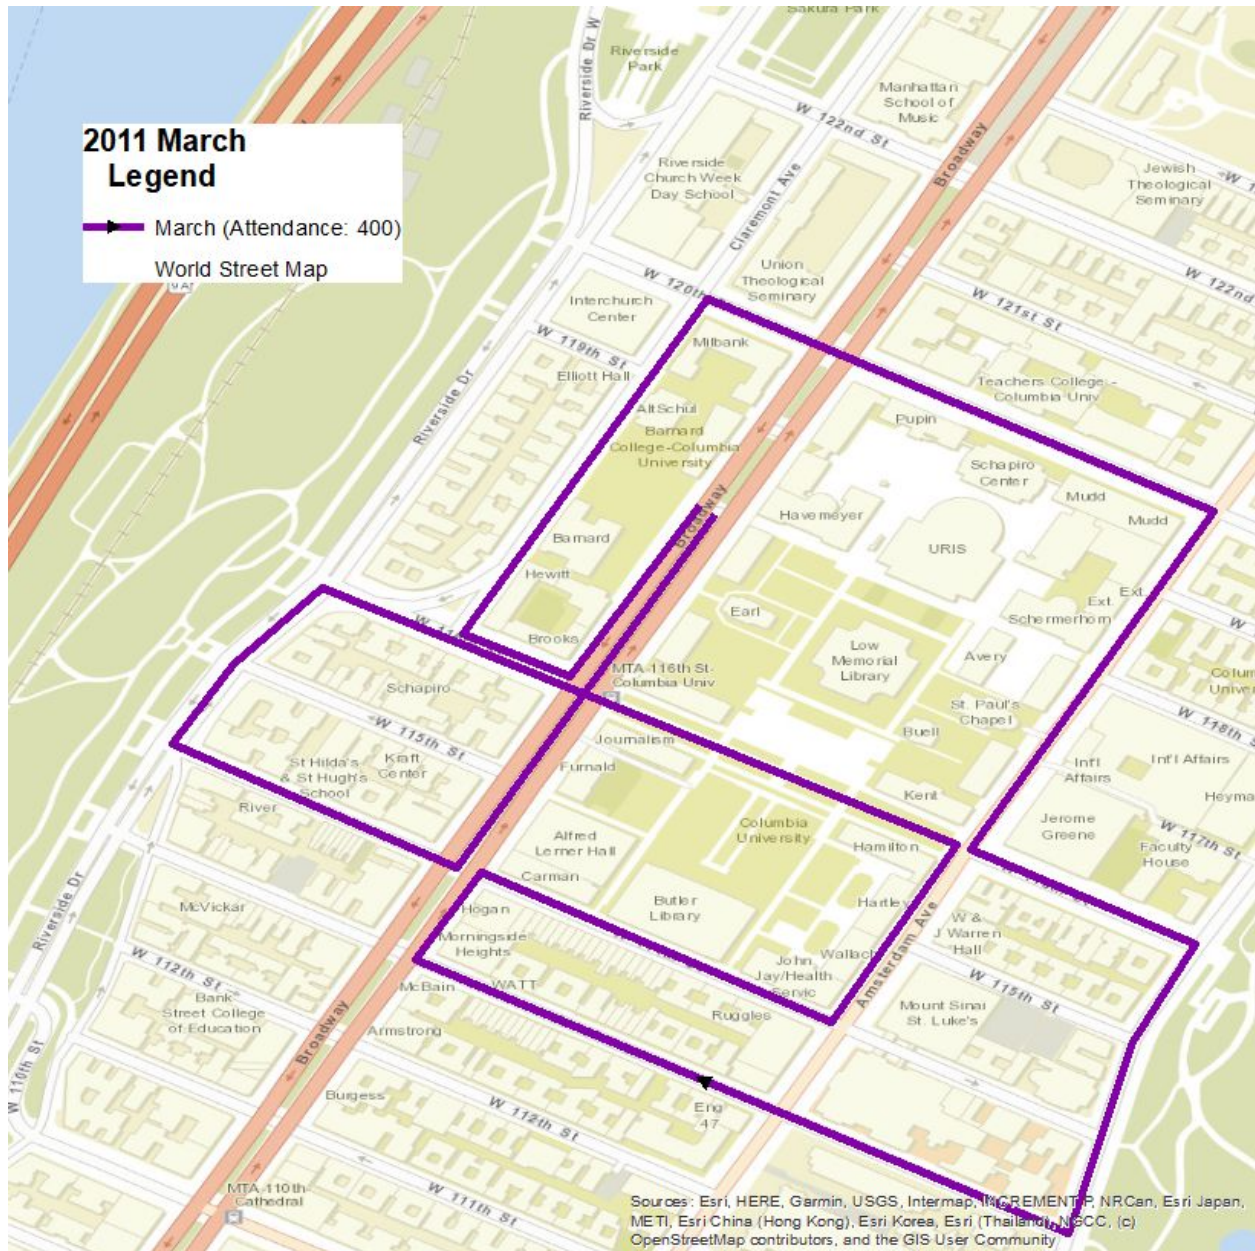 Sakura Park
Riverside
Park
Riverside Dr W
Manhattan
School of
Music
W 122nd St
Broadway
2011 March
Legend
March (Attendance: 400)
World Street Map
9A
Riverside
Church Week
Day School
Claremont Ave
Jewish
Theological
Seminary
W 122nd
Union
Theological
Seminary
W 120th
Interchurch
Center
W 121st St
W 119th St
Milbank
Elliott Hall
Riverside Dr
Teachers College -
Columbia Univ
AltSchul
Barnard
College-Columbia
University
Pupin
Schapiro
Center
Mudd
Mudd
Broadway
Havemeyer
URIS
Barnard
Hewitt
Earl
Ext.
Ext.
Schermerhorn
Brooks
Low
Memorial
Library
Avery
MTA-116th St-
Columbia Univ
Schapiro
St. Paul's
Chapel
Buell
W 118th St
W 115th St
Journalism
Furnald
St Hilda's
& St Hugh's
School
Kraft
Center
Int'l
Affairs
Int'l Affairs
River
Kent
Jerome
Greene
Columbia
University
Hamilton
Faculty
House
W 117th St
Alfred
Lerner Hall
Carman
McVickar
Butler
Library
Hartley
Riverside Dr
Hogan
W &
J Warren
Hall
Morningside
Heights
Wallach
John
Jay/Health
Servic
Amsterdam Ave
W 112th St
McBain
WATT
W 115th St
Bank
Street College
of Education
Ruggles
Mount Sinai
St. Luke's
Armstrong
Broadway
W 110th St
Burgess
W 112th St
Eng
47
MTA-110th-
Cathedral
W 111th St
Sources: Esri, HERE, Garmin, USGS, Intermap, INCREMENT P, NRCan, Esri Japan,
METI, Esri China (Hong Kong), Esri Korea, Esri (Thailand), NGCC, (c)
OpenStreetMap contributors, and the GIS User Community